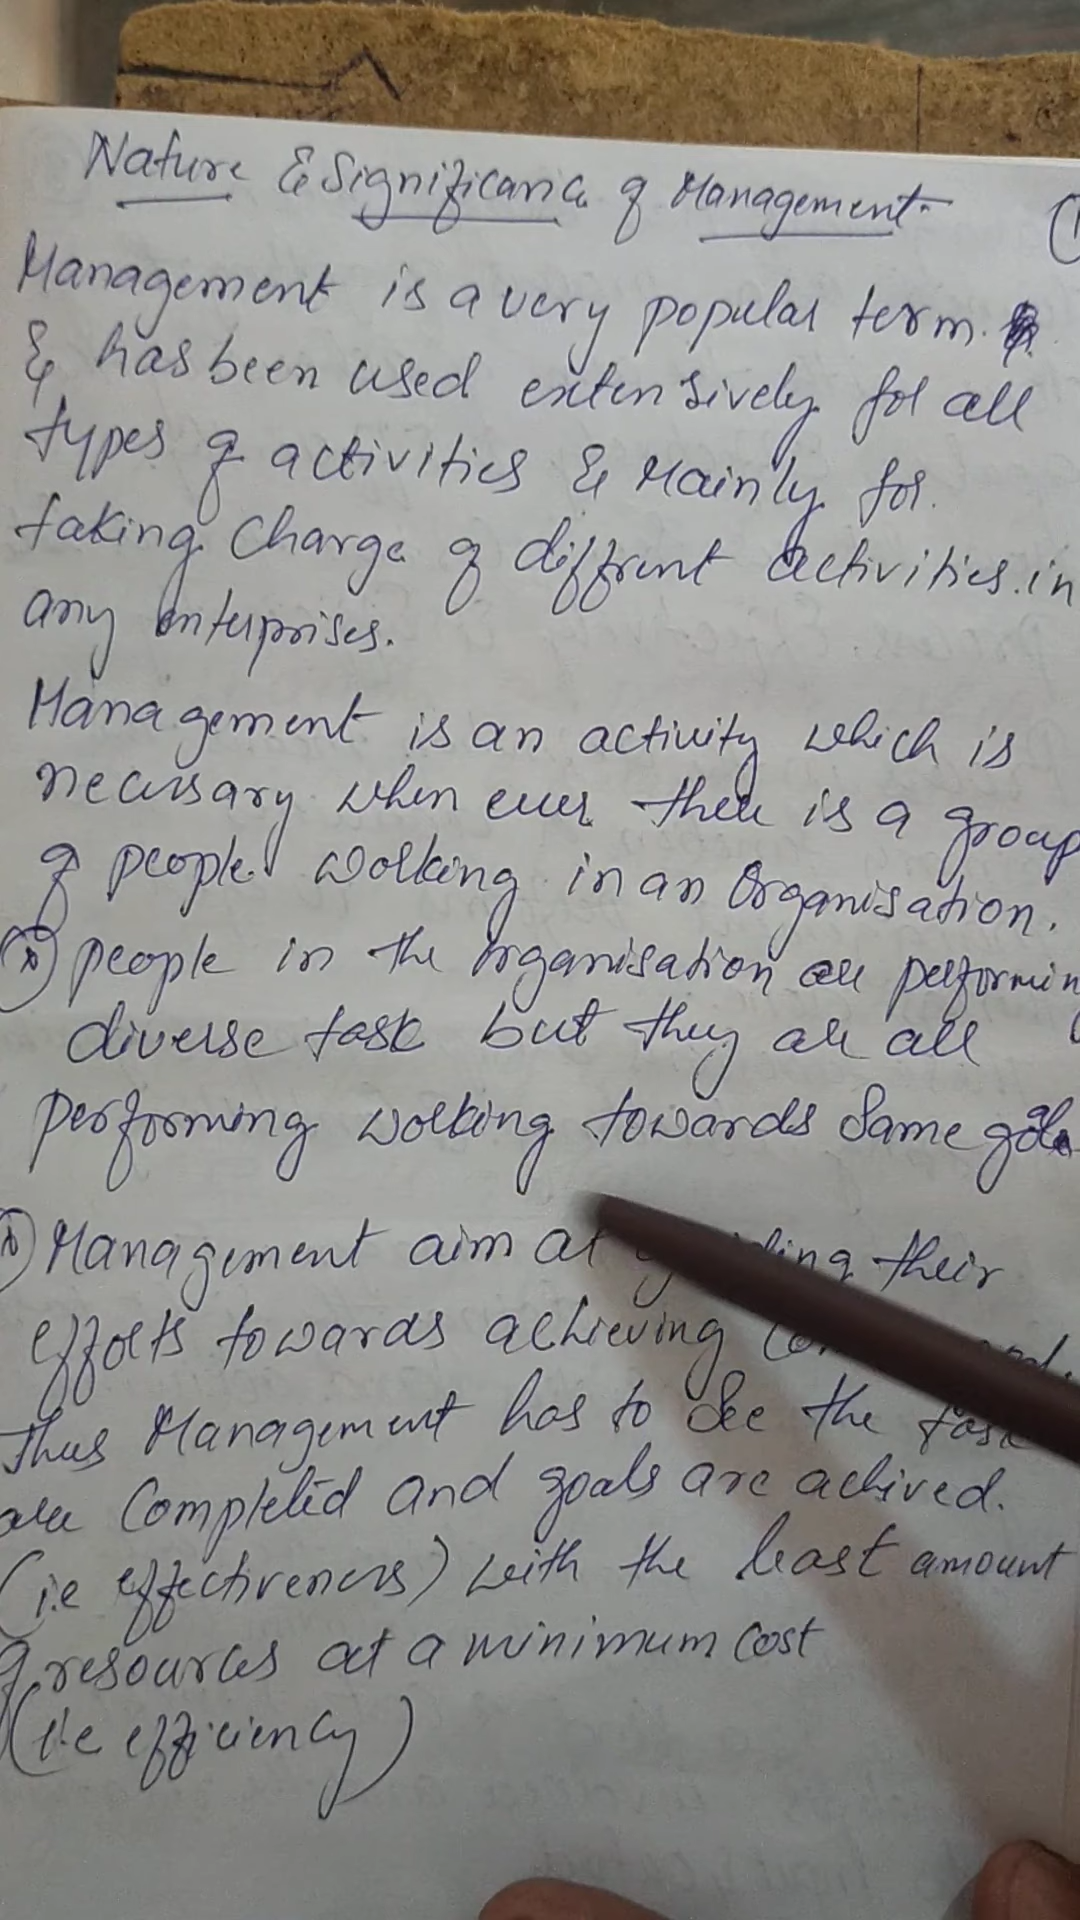 Nature & Significance of Management
Management is a very popular term.
& has been used extensively for all
types of activities & Mainly for.
taking Charge of diffrent activities in
any enterprises.
Management is an activity which is
necessary when ever there is a group
of people working in an Organisation.
people in the organisation are performing
diverse task but they are all
performing working towards Same goal
Management aim at their
efforts towards achieving
Thus Management has to see the task
are Completed and goals are achived.
(i.e effectiveness) with the least amount
of resources at a minimum cost
(i.e efficiency)